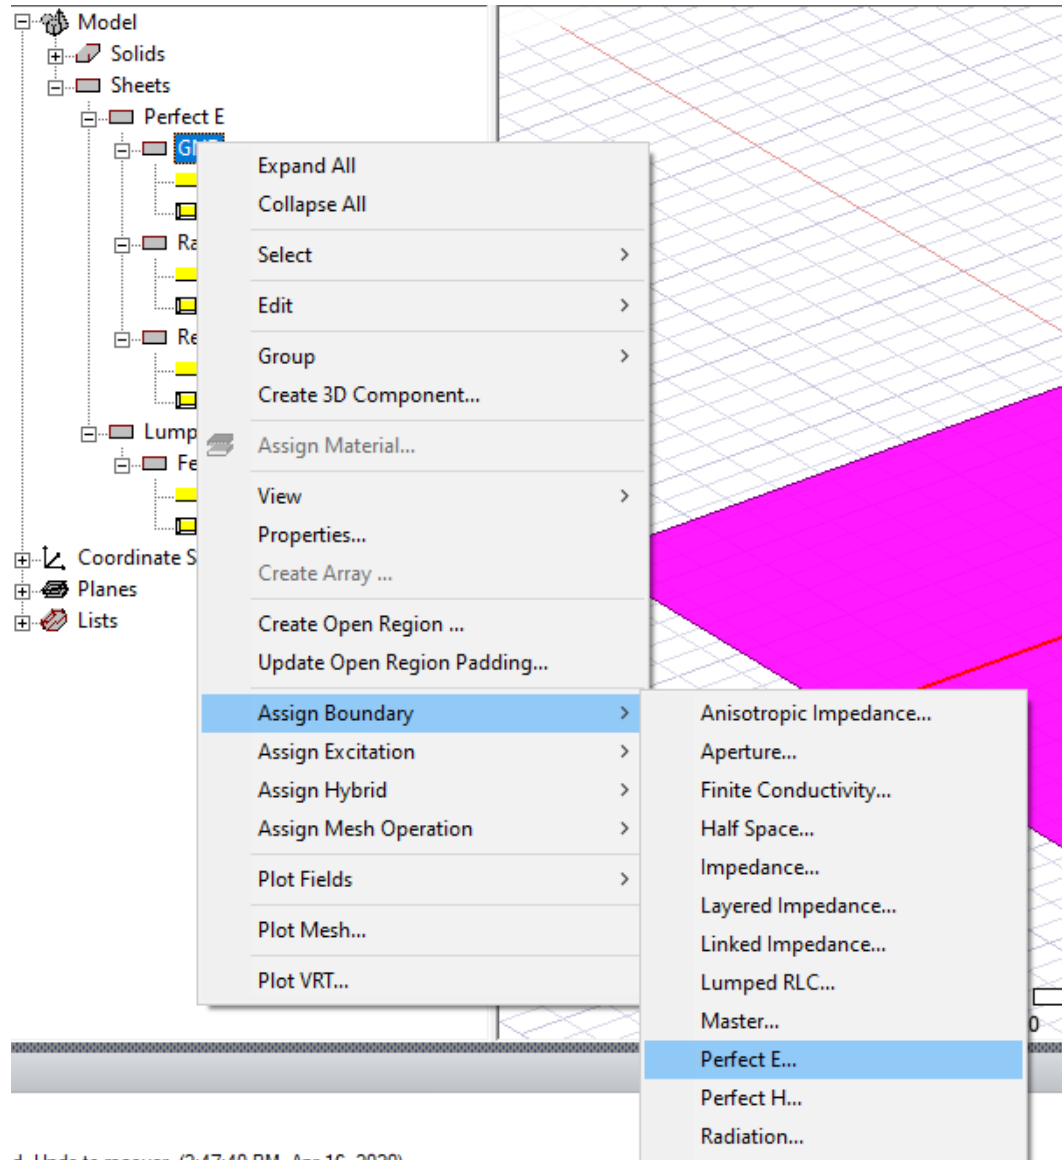 Model
Solids
Sheets
Perfect E
Expand All
Collapse All
Select
Edit
Group
Create 3D Component...
Lump
Assign Material...
View
Properties...
Coordinate S
Create Array ...
Planes
Lists
Create Open Region ...
Update Open Region Padding...
Assign Boundary
Assign Excitation
Assign Hybrid
Assign Mesh Operation
Plot Fields
Plot Mesh...
Plot VRT...
Anisotropic Impedance...
Aperture...
Finite Conductivity...
Half Space...
Impedance...
Layered Impedance...
Linked Impedance...
Lumped RLC...
Master...
0
Perfect E...
Perfect H...
Radiation...